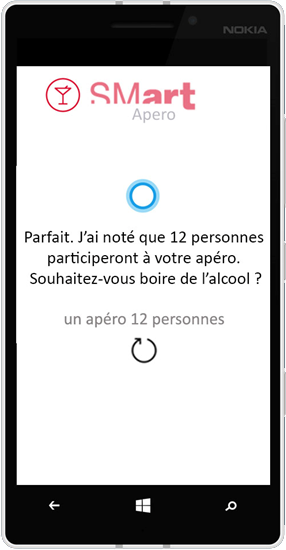 NOKIA
SMart
Apero
Parfait. J’ai noté que 12 personnes
participeront à votre apéro.
Souhaitez-vous boire de l’alcool ?
un apéro 12 personnes